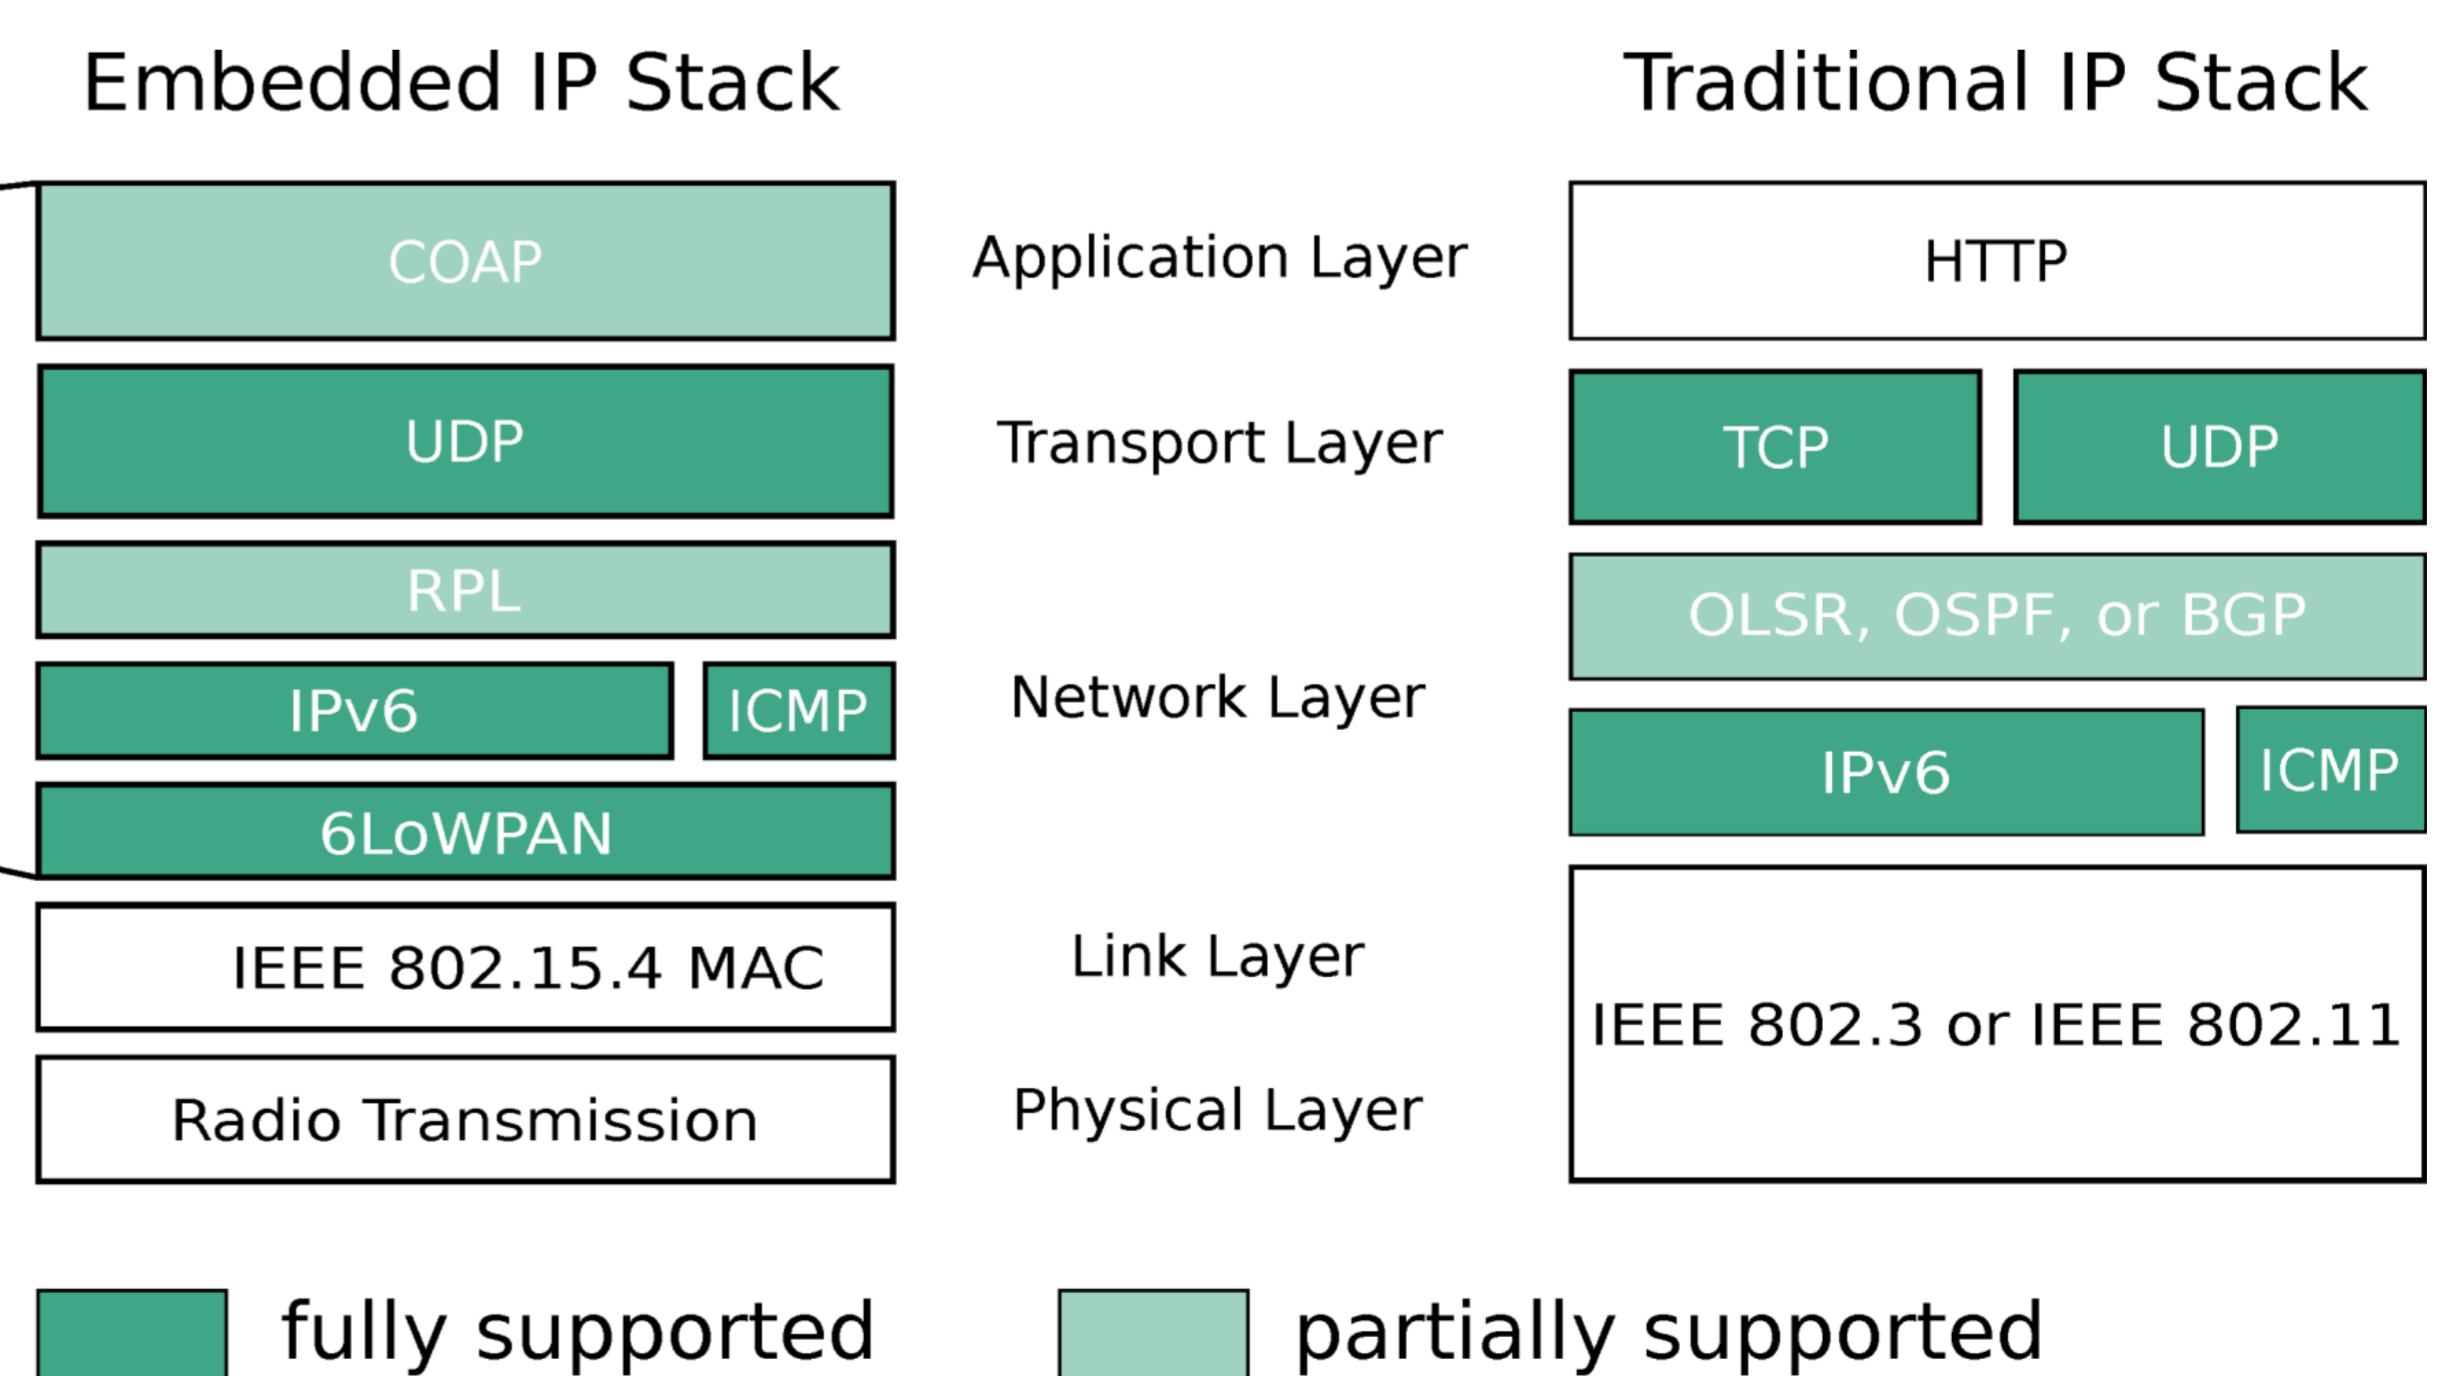 Embedded IP Stack
Traditional IP Stack
COAP
Application Layer
HTTP
UDP
Transport Layer
TCP
UDP
RPL
OLSR, OSPF, or BGP
IPv6
ICMP
Network Layer
IPv6
ICMP
6LoWPAN
IEEE 802.15.4 MAC
Link Layer
IEEE 802.3 or IEEE 802.11
Radio Transmission
Physical Layer
fully supported
partially supported